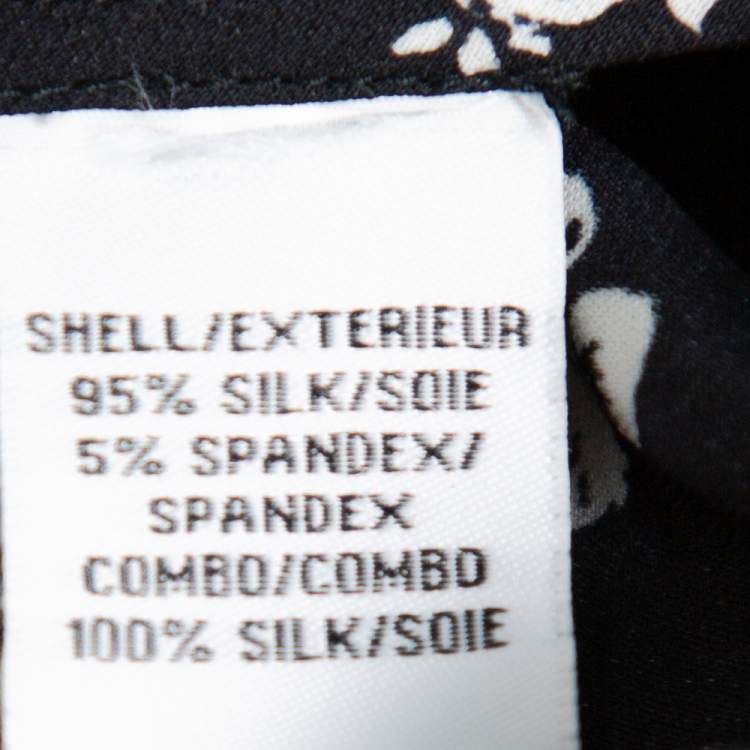 SHELL/EXTERIEUR
95% SILK/SOIE
5% SPANDEX/
SPANDEX
COMBO/COMBO
100% SILK/SOIE